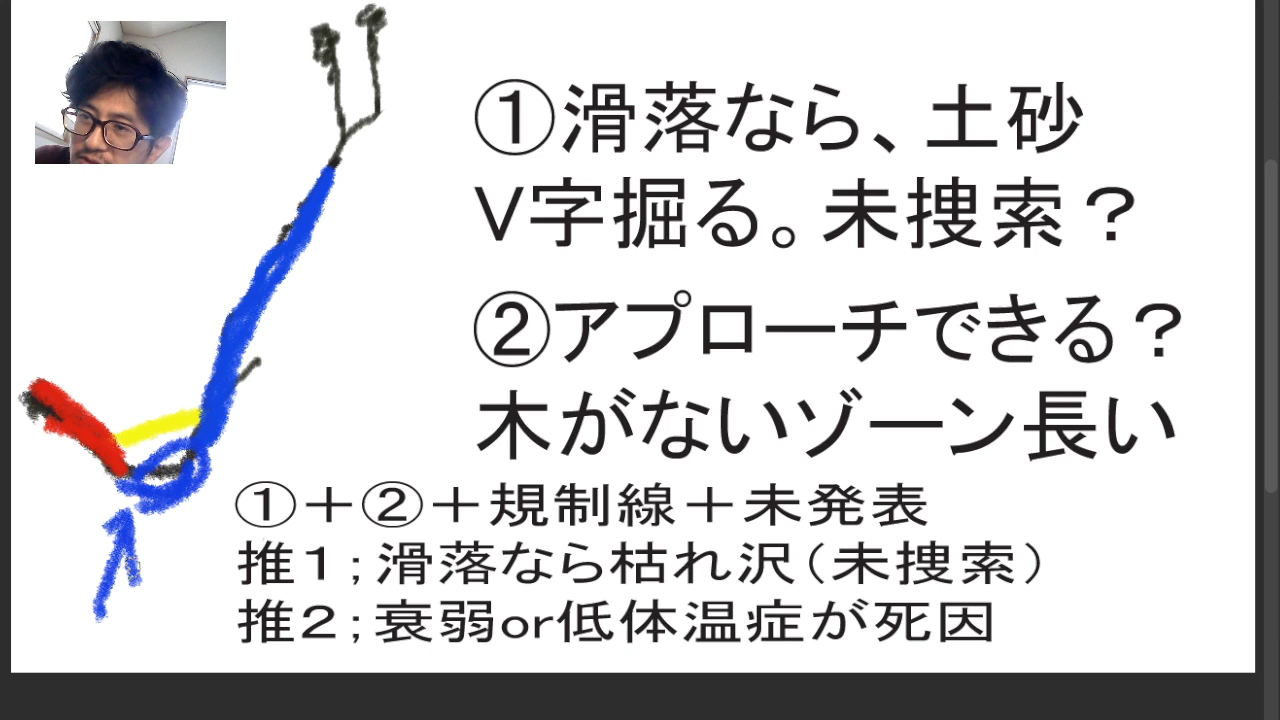 ①滑落なら、土砂
V字掘る。未捜索？
②アプローチできる？
木がないゾーン長い
①＋②＋規制線＋未発表
推１;滑落なら枯れ沢(未捜索)
推２;衰弱or低体温症が死因